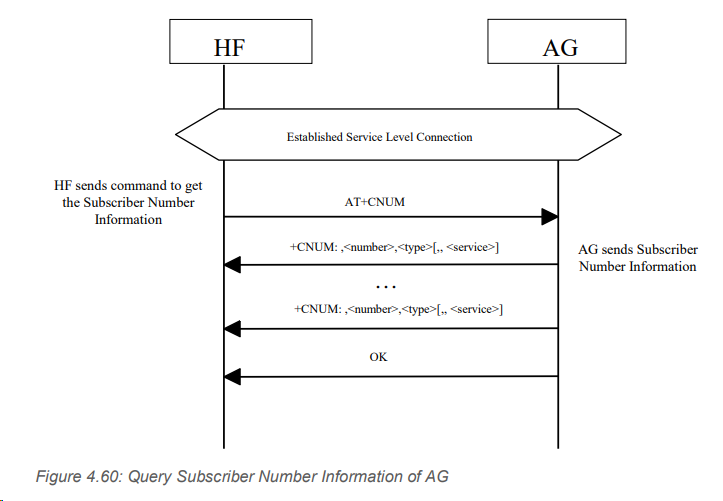 HF
AG
Established Service Level Connection
HF sends command to get
the Subscriber Number
Information
AT+CNUM
+CNUM: ,<number>,<type>[,, <service>]
AG sends Subscriber
Number Information
...
+CNUM: ,<number>,<type>[,, <service>]
OK
Figure 4.60: Query Subscriber Number Information of AG